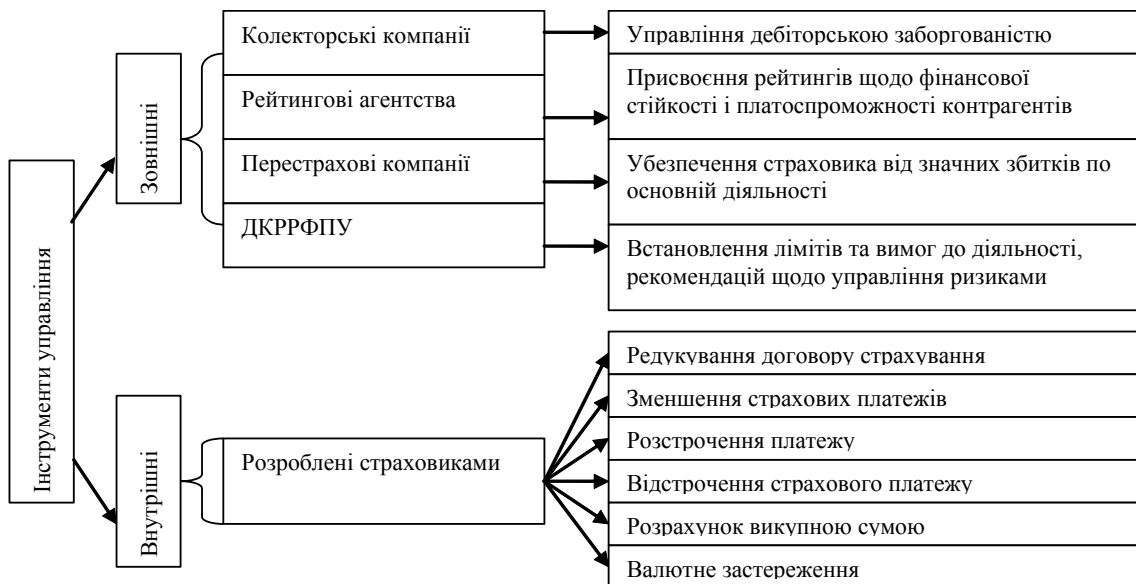 Інструменти управління
Зовнішні
Колекторські компанії
Управління дебіторською заборгованістю
Рейтингові агентства
Присвоєння рейтингів щодо фінансової
стійкості і платоспроможності контрагентів
Перестрахові компанії
Убезпечення страховика від значних збитків по
основній діяльності
ДКРРФПУ
Встановлення лімітів та вимог до діяльності,
рекомендацій щодо управління ризиками
Внутрішні
Розроблені страховиками
Редукування договору страхування
Зменшення страхових платежів
Розстрочення платежу
Відстрочення страхового платежу
Розрахунок викупною сумою
Валютне застереження